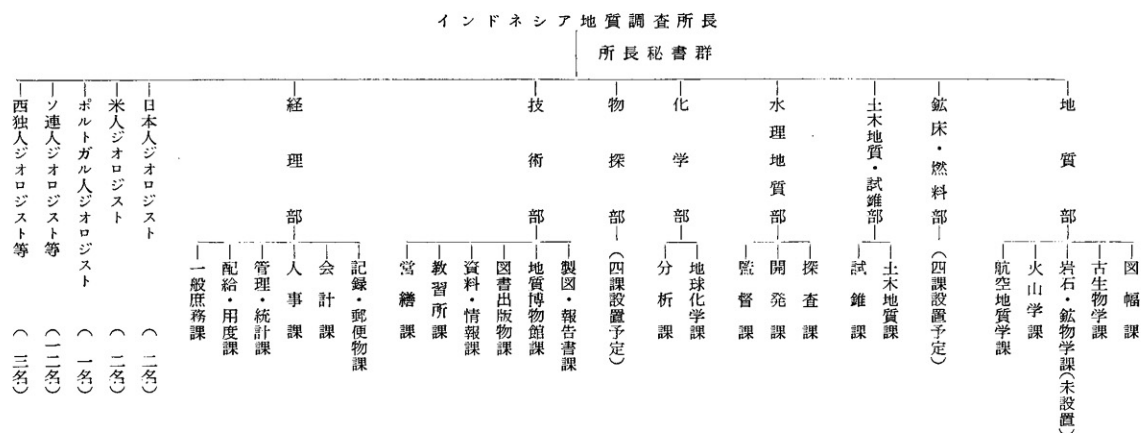 インドネシア地質調査所長
所長秘書群
地質部
図幅課
古生物学課
岩石・鉱物学課(未設置)
火山学課
航空地質学課
鉱床・燃料部―(四課設置予定)
土木地質・試錐部
土木地質課
試錐課
水理地質部
探査課
開発課
監督課
化学部
地球化学課
分析課
物探部―(四課設置予定)
技術部
製図・報告書課
地質博物館課
図書出版物課
資料・情報課
教習所課
営繕課
経理部
記録・郵便物課
会計課
人事課
管理・統計課
配給・用度課
一般庶務課
日本人ジオロジスト (二名)
米人ジオロジスト (二名)
ポルトガル人ジオロジスト (一名)
ソ連人ジオロジスト等 (一二名)
西独人ジオロジスト等 (三名)